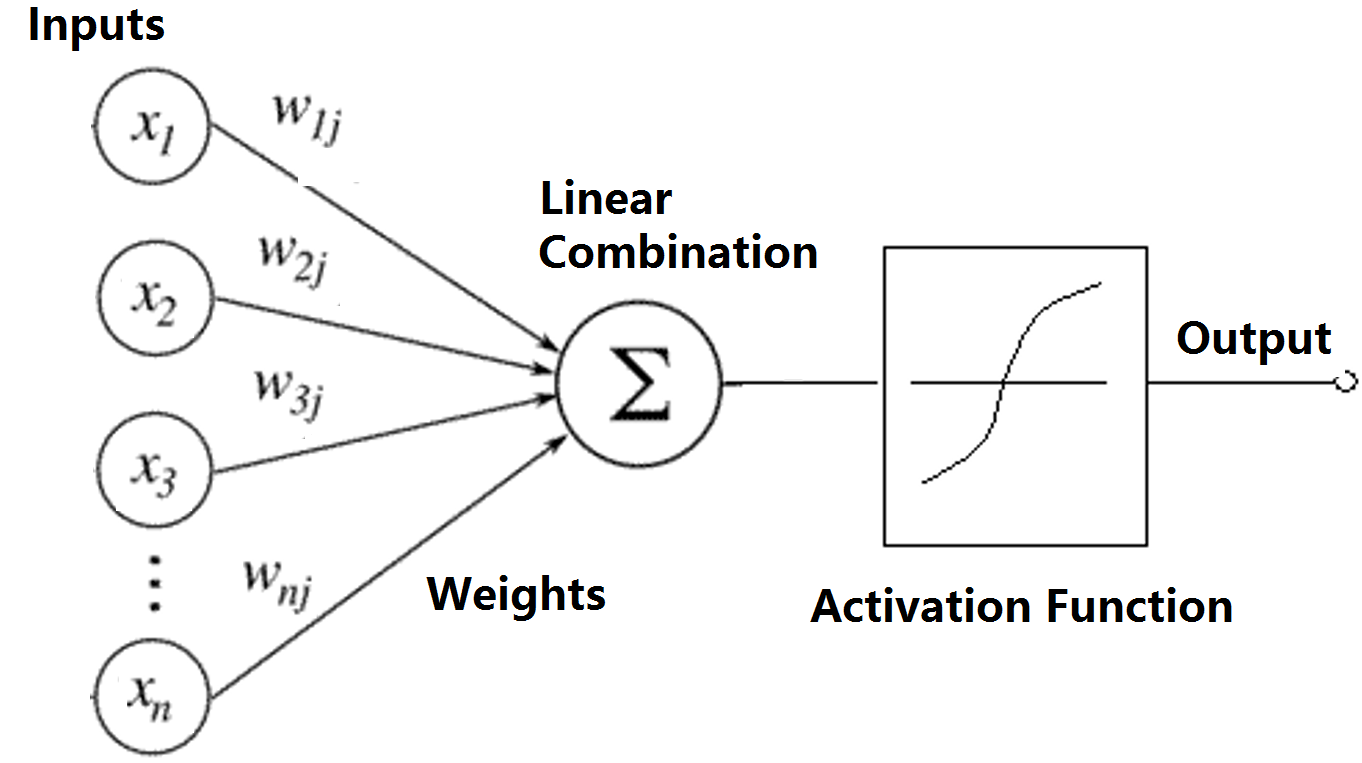 Inputs
x1
w1j
x2
w2j
x3
w3j
xn
wnj
Weights
Linear
Combination
Σ
Activation Function
Output